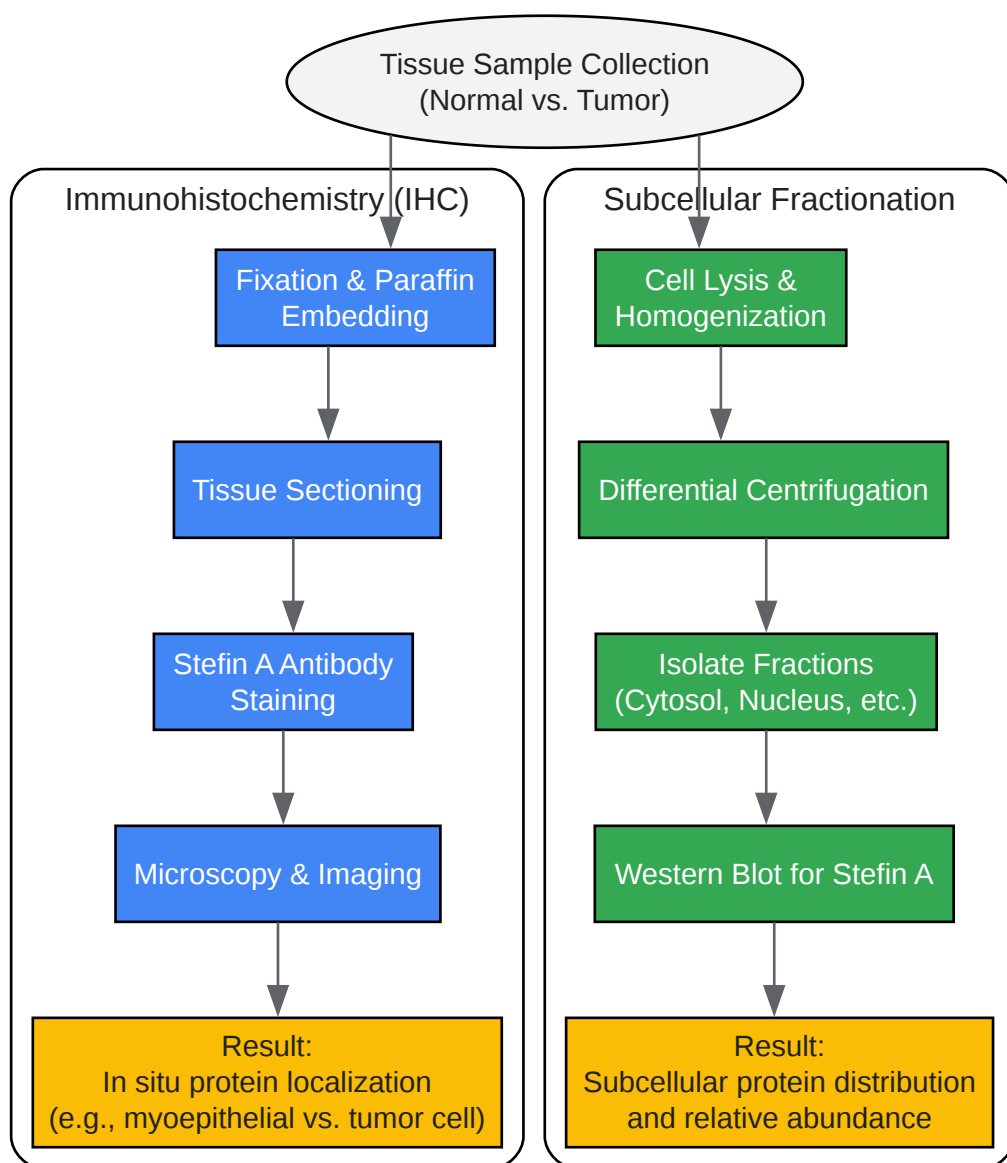 Tissue Sample Collection
(Normal vs. Tumor)
Immunohistochemistry (IHC)
Fixation & Paraffin
Embedding
Tissue Sectioning
Stefin A Antibody
Staining
Microscopy & Imaging
Result:
In situ protein localization
(e.g., myoepithelial vs. tumor cell)
Subcellular Fractionation
Cell Lysis &
Homogenization
Differential Centrifugation
Isolate Fractions
(Cytosol, Nucleus, etc.)
Western Blot for Stefin A
Result:
Subcellular protein distribution
and relative abundance